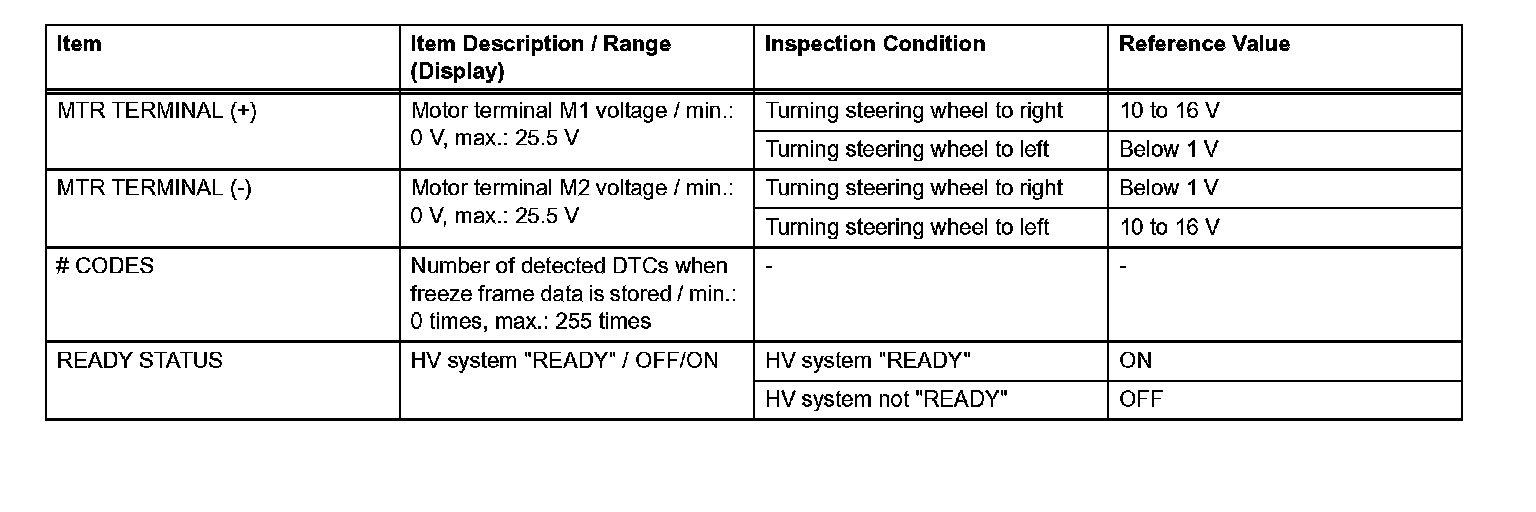 Item
Item Description / Range
(Display)
Inspection Condition
Reference Value
MTR TERMINAL (+)
Motor terminal M1 voltage / min.:
0 V, max.: 25.5 V
Turning steering wheel to right
10 to 16 V
Turning steering wheel to left
Below 1 V
MTR TERMINAL (-)
Motor terminal M2 voltage / min.:
0 V, max.: 25.5 V
Turning steering wheel to right
Below 1 V
Turning steering wheel to left
10 to 16 V
# CODES
Number of detected DTCs when
freeze frame data is stored / min.:
0 times, max.: 255 times
-
-
READY STATUS
HV system "READY" / OFF/ON
HV system "READY"
ON
HV system not "READY"
OFF